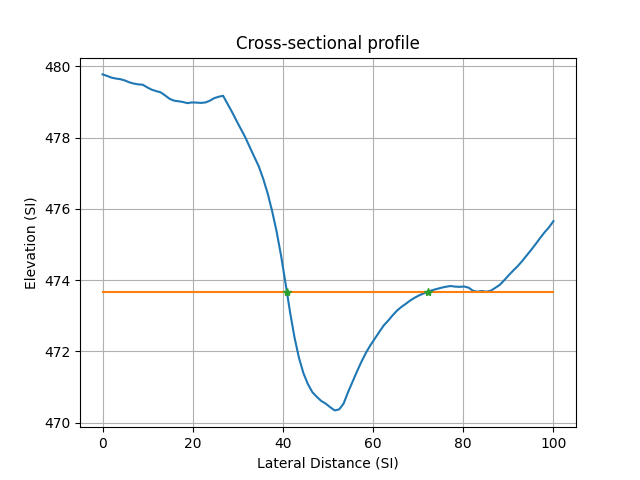 Cross-sectional profile
480
478
476
474
472
470
Elevation (SI)
0 20 40 60 80 100
Lateral Distance (SI)